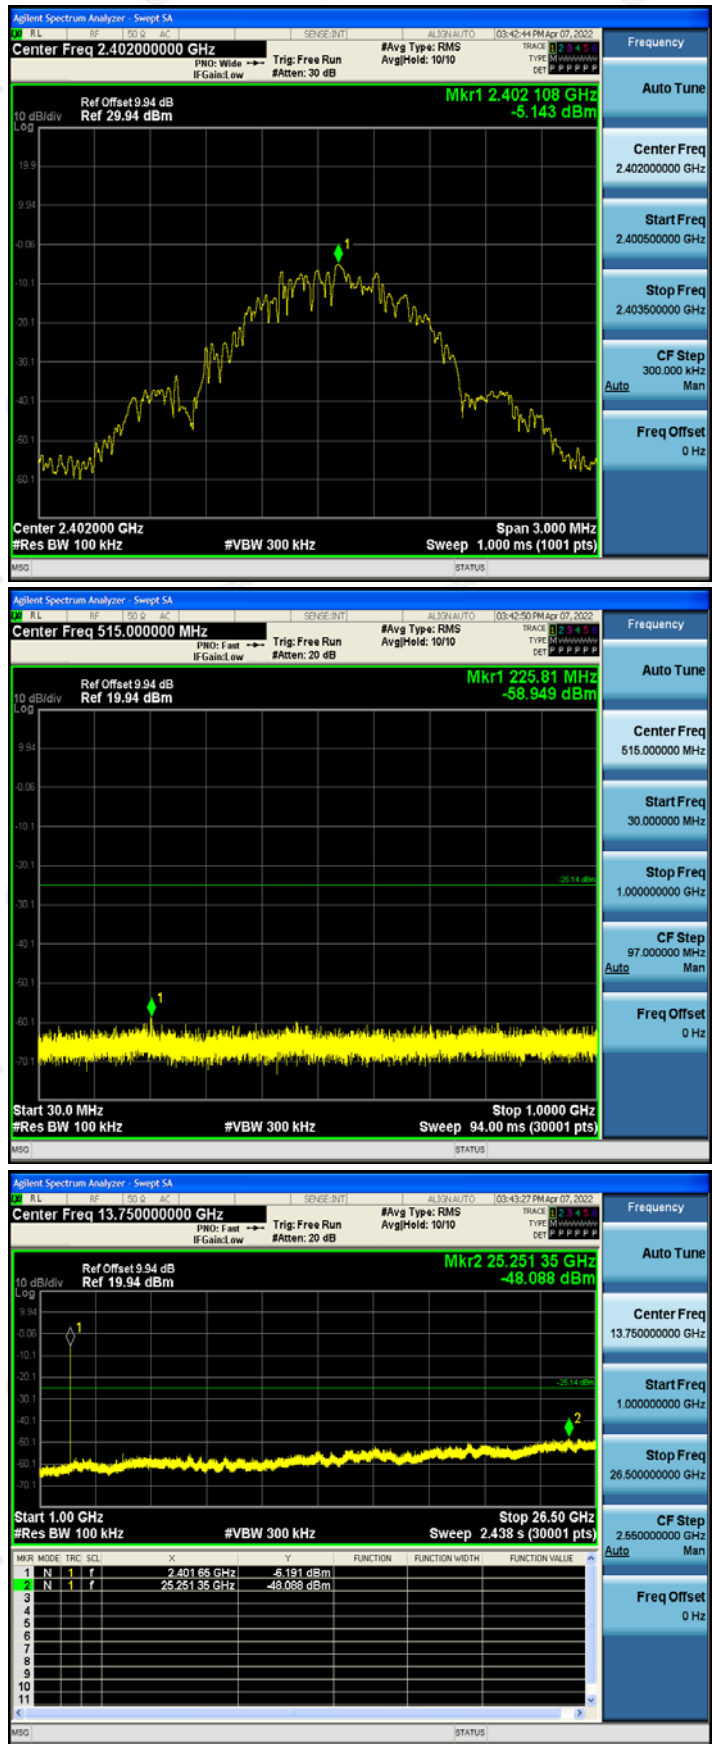 Agilent Spectrum Analyzer - Swept SA
RL RF 50 Ω AC SENSE:INT ALIGNAUTO 03:42:44 PM Apr 07, 2022
Center Freq 2.402000000 GHz
PNO: Wide
IFGain:Low
Trig: Free Run
#Atten: 30 dB
#Avg Type: RMS
Avg|Hold: 10/10
TRACE 1 2 3 4 5 6
TYPE M
DET P P P P P P
Ref Offset 9.94 dB
Ref 29.94 dBm
10 dB/div
Log
Mkr1 2.402 108 GHz
-5.143 dBm
19.9
9.94
-0.06
-10.1
-20.1
-30.1
-40.1
-50.1
-60.1
1
Center 2.402000 GHz
Span 3.000 MHz
#Res BW 100 kHz
#VBW 300 kHz
Sweep 1.000 ms (1001 pts)
MSG
STATUS
Frequency
Auto Tune
Center Freq
2.402000000 GHz
Start Freq
2.400500000 GHz
Stop Freq
2.403500000 GHz
CF Step
300.000 kHz
Auto Man
Freq Offset
0 Hz
Agilent Spectrum Analyzer - Swept SA
RL RF 50 Ω AC SENSE:INT ALIGNAUTO 03:42:50 PM Apr 07, 2022
Center Freq 515.000000 MHz
PNO: Fast
IFGain:Low
Trig: Free Run
#Atten: 20 dB
#Avg Type: RMS
Avg|Hold: 10/10
TRACE 1 2 3 4 5 6
TYPE M
DET P P P P P P
Ref Offset 9.94 dB
Ref 19.94 dBm
10 dB/div
Log
Mkr1 225.81 MHz
-58.949 dBm
9.94
-0.06
-10.1
-20.1
-30.1
-40.1
-50.1
-60.1
-70.1
-25.14 dBm
1
Start 30.0 MHz
Stop 1.0000 GHz
#Res BW 100 kHz
#VBW 300 kHz
Sweep 94.00 ms (30001 pts)
MSG
STATUS
Frequency
Auto Tune
Center Freq
515.000000 MHz
Start Freq
30.000000 MHz
Stop Freq
1.000000000 GHz
CF Step
97.000000 MHz
Auto Man
Freq Offset
0 Hz
Agilent Spectrum Analyzer - Swept SA
RL RF 50 Ω AC SENSE:INT ALIGNAUTO 03:43:27 PM Apr 07, 2022
Center Freq 13.750000000 GHz
PNO: Fast
IFGain:Low
Trig: Free Run
#Atten: 20 dB
#Avg Type: RMS
Avg|Hold: 10/10
TRACE 1 2 3 4 5 6
TYPE M
DET P P P P P P
Ref Offset 9.94 dB
Ref 19.94 dBm
10 dB/div
Log
Mkr2 25.251 35 GHz
-48.088 dBm
9.94
-0.06
-10.1
-20.1
-30.1
-40.1
-50.1
-60.1
-70.1
-25.14 dBm
1
2
Start 1.00 GHz
Stop 26.50 GHz
#Res BW 100 kHz
#VBW 300 kHz
Sweep 2.438 s (30001 pts)
MKR MODE TRC SCL X Y FUNCTION FUNCTION WIDTH FUNCTION VALUE
1 N 1 f 2.401 65 GHz -6.191 dBm
2 N 1 f 25.251 35 GHz -48.088 dBm
3
4
5
6
7
8
9
10
11
MSG
STATUS
Frequency
Auto Tune
Center Freq
13.750000000 GHz
Start Freq
1.000000000 GHz
Stop Freq
26.500000000 GHz
CF Step
2.550000000 GHz
Auto Man
Freq Offset
0 Hz